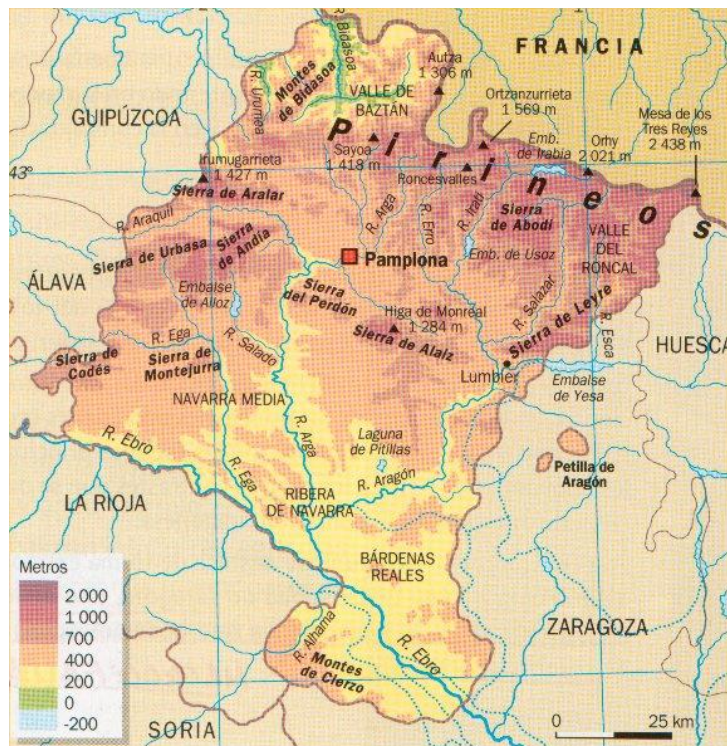 2
1
R. Bidasoa
FRANCIA
Autza
1 306 m
R. Urumea
Montes
de Bidasoa
VALLE DE
BAZTÁN
Ortzanzurrieta
1 569 m
GUIPÚZCOA
Mesa de los
Tres Reyes
2 438 m
Pirineos
Sayoa
1 418 m
Emb.
de Irabia
Orhy
2 021 m
43°
Irumugarrieta
1 427 m
Roncesvalles
Sierra de Aralar
R. Araquil
R. Arga
R. Erro
R. Irati
Sierra
de Abodi
VALLE
DEL
RONCAL
Sierra de Urbasa
Sierra
de Andía
Pamplona
Emb. de Usoz
ÁLAVA
Embalse
de Alloz
Sierra
del Perdón
Higa de Monreal
1 284 m
R. Salazar
Sierra de Leyre
R. Esca
R. Ega
R. Salado
Sierra de Alaiz
HUESCA
Sierra de
Codés
Sierra de
Montejurra
Lumbier
Embalse
de Yesa
NAVARRA MEDIA
R. Arga
R. Ebro
Laguna
de Pitillas
Petilla de
Aragón
R. Ega
R. Aragón
LA RIOJA
RIBERA
DE NAVARRA
BÁRDENAS
REALES
Metros
2 000
1 000
700
400
200
0
-200
ZARAGOZA
R. Alhama
R. Ebro
Montes
de Cierzo
SORIA
0
25 km